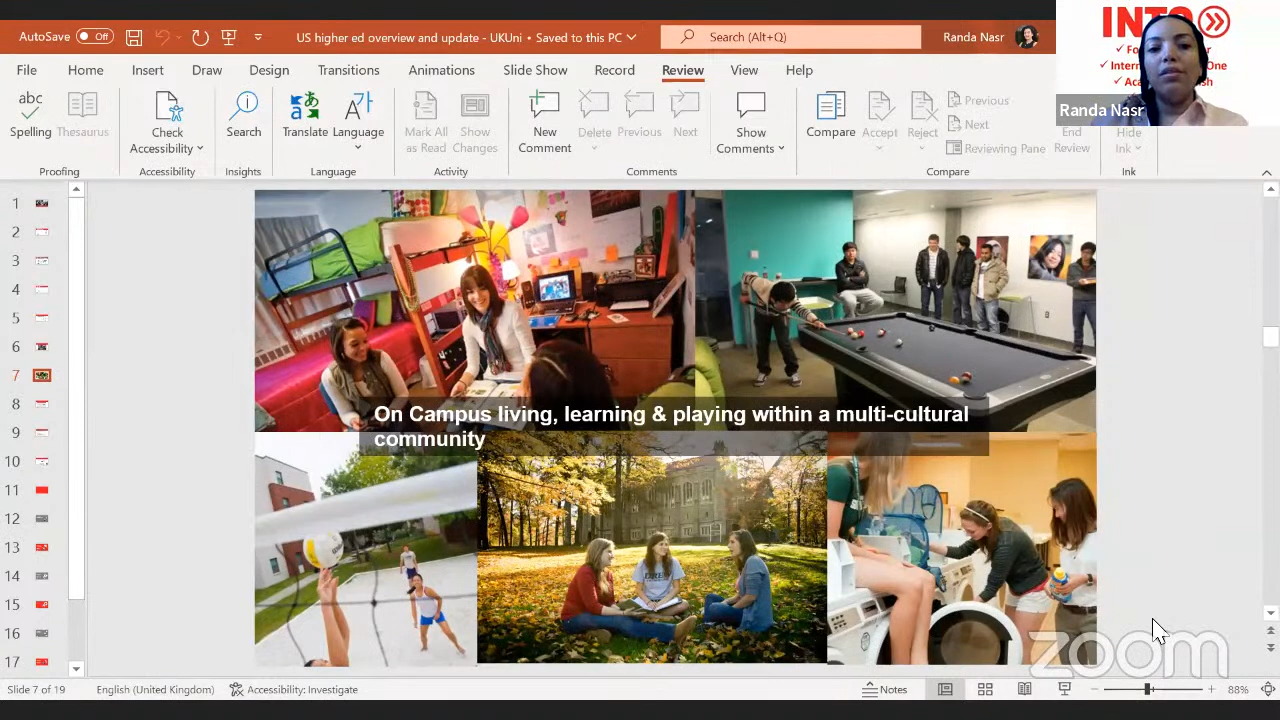 AutoSave Off
US higher ed overview and update - UKUni • Saved to this PC
Search (Alt+Q)
Randa Nasr
File Home Insert Draw Design Transitions Animations Slide Show Record Review View Help
Spelling
Thesaurus
Check Accessibility
Search
Translate
Language
Mark All as Read
Show Changes
New Comment
Delete
Previous
Next
Show Comments
Compare
Accept
Reject
Previous
Next
Reviewing Pane
End Review
Hide Ink
Proofing Accessibility Insights Language Activity Comments Compare Ink
Randa Nasr
1
2
3
4
5
6
7
8
9
10
11
12
13
14
15
16
17
On Campus living, learning & playing within a multi-cultural
community
zoom
Slide 7 of 19 English (United Kingdom) Accessibility: Investigate Notes 88%